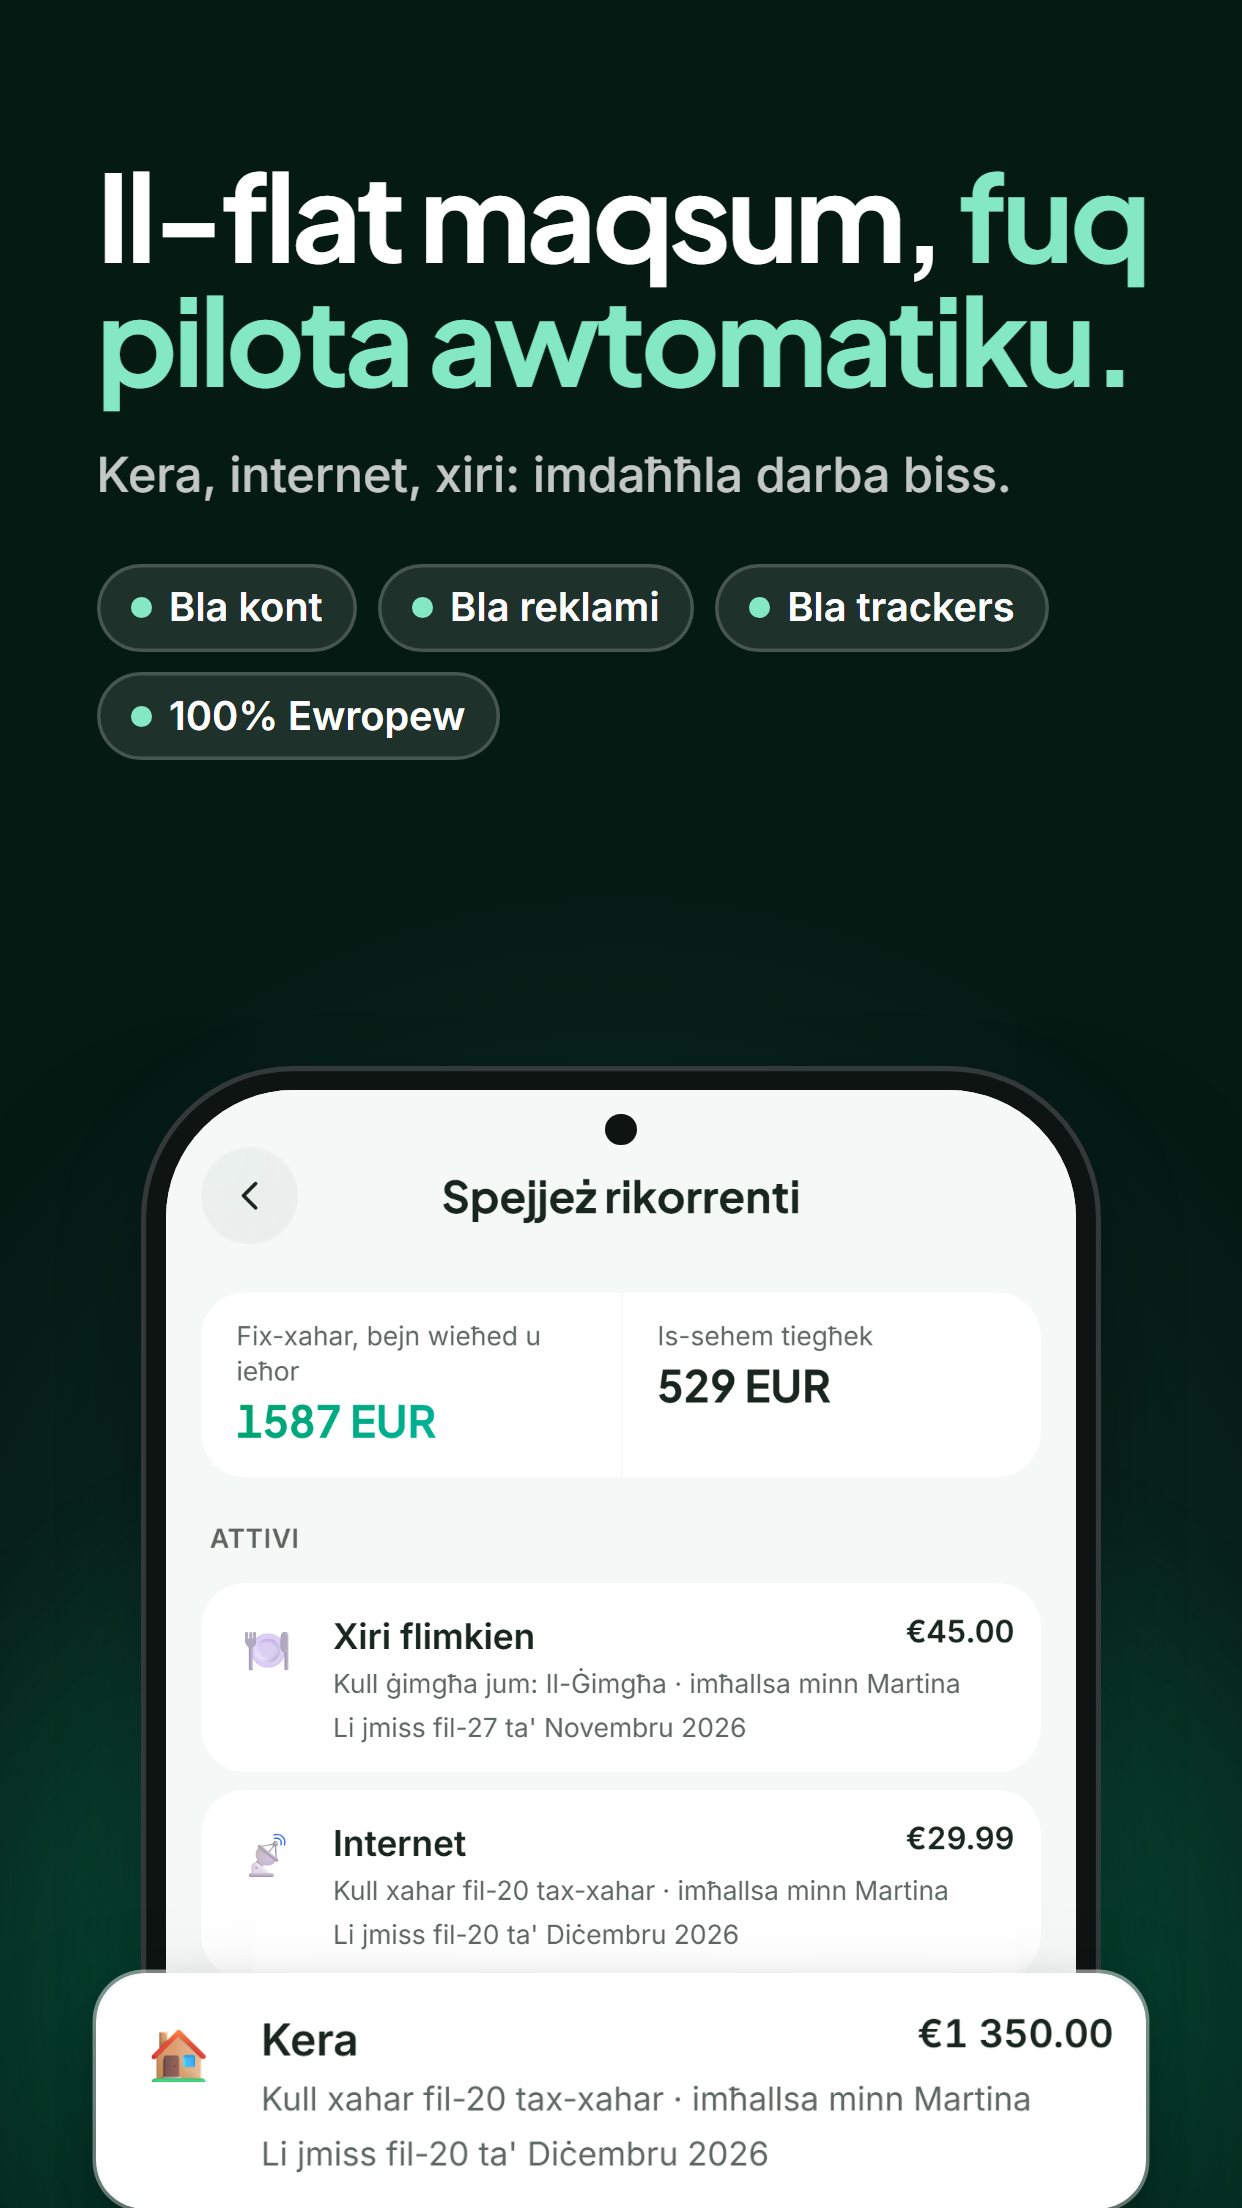 Il-flat maqsum, fuq
pilota awtomatiku.
Kera, internet, xiri: imdaħħla darba biss.
Bla kont
Bla reklami
Bla trackers
100% Ewropew
Spejjeż rikorrenti
Fix-xahar, bejn wieħed u
ieħor
1587 EUR
Is-sehem tiegħek
529 EUR
ATTIVI
Xiri flimkien
€45.00
Kull ġimgħa jum: Il-Ġimgħa · imħallsa minn Martina
Li jmiss fil-27 ta' Novembru 2026
Internet
€29.99
Kull xahar fil-20 tax-xahar · imħallsa minn Martina
Li jmiss fil-20 ta' Diċembru 2026
Kera
€1 350.00
Kull xahar fil-20 tax-xahar · imħallsa minn Martina
Li jmiss fil-20 ta' Diċembru 2026